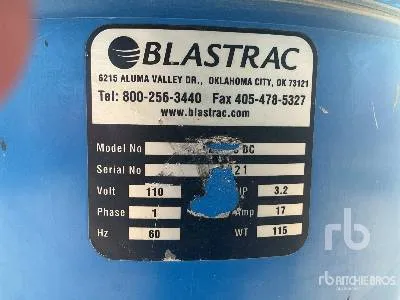 BLASTRAC
6215 ALUMA VALLEY DR., OKLAHOMA CITY, OK 73121
Tel: 800-256-3440 Fax 405-478-5327
www.blastrac.com
Model No DC
Serial No 21
Volt 110 HP 3.2
Phase 1 Amp 17
Hz 60 WT 115
rb
RITCHIE BROS.